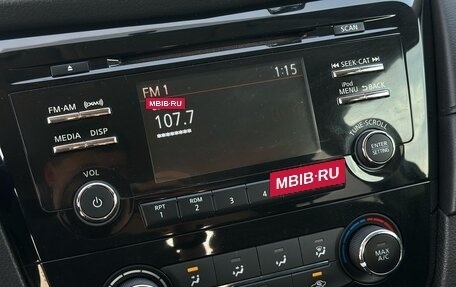 SCAN
FM 1
1:15
SEEK·CAT
FM·AM
MBIB·RU
iPod
MENU
BACK
107.7
MEDIA
DISP
TUNE·SCROLL
ENTER
SETTING
VOL
MBIB·RU
RPT
1
RDM
2
3
4
MAX
A/C